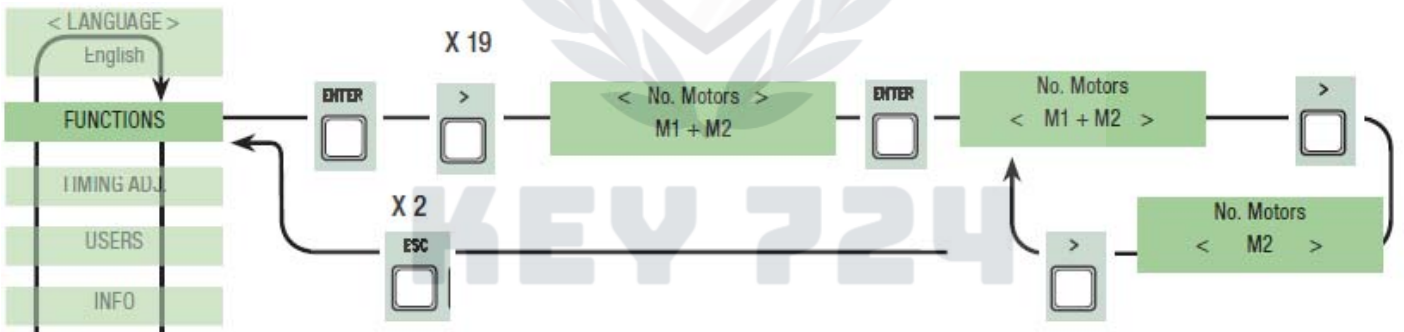 < LANGUAGE >
English
FUNCTIONS
TIMING ADJ.
USERS
INFO
ENTER
X 19
>
< No. Motors >
M1 + M2
ENTER
No. Motors
< M1 + M2 >
>
No. Motors
< M2 >
>
X 2
ESC
KEY 724